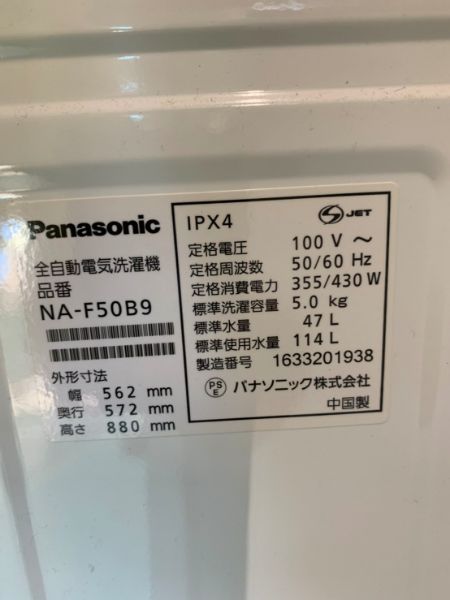 Panasonic
全自動電気洗濯機
品番
NA-F50B9
外形寸法
幅 562 mm
奥行 572 mm
高さ 880 mm
IPX4
JET
定格電圧 100 V ～
定格周波数 50/60 Hz
定格消費電力 355/430 W
標準洗濯容量 5.0 kg
標準水量 47 L
標準使用水量 114 L
製造番号 1633201938
PS
E
パナソニック株式会社
中国製